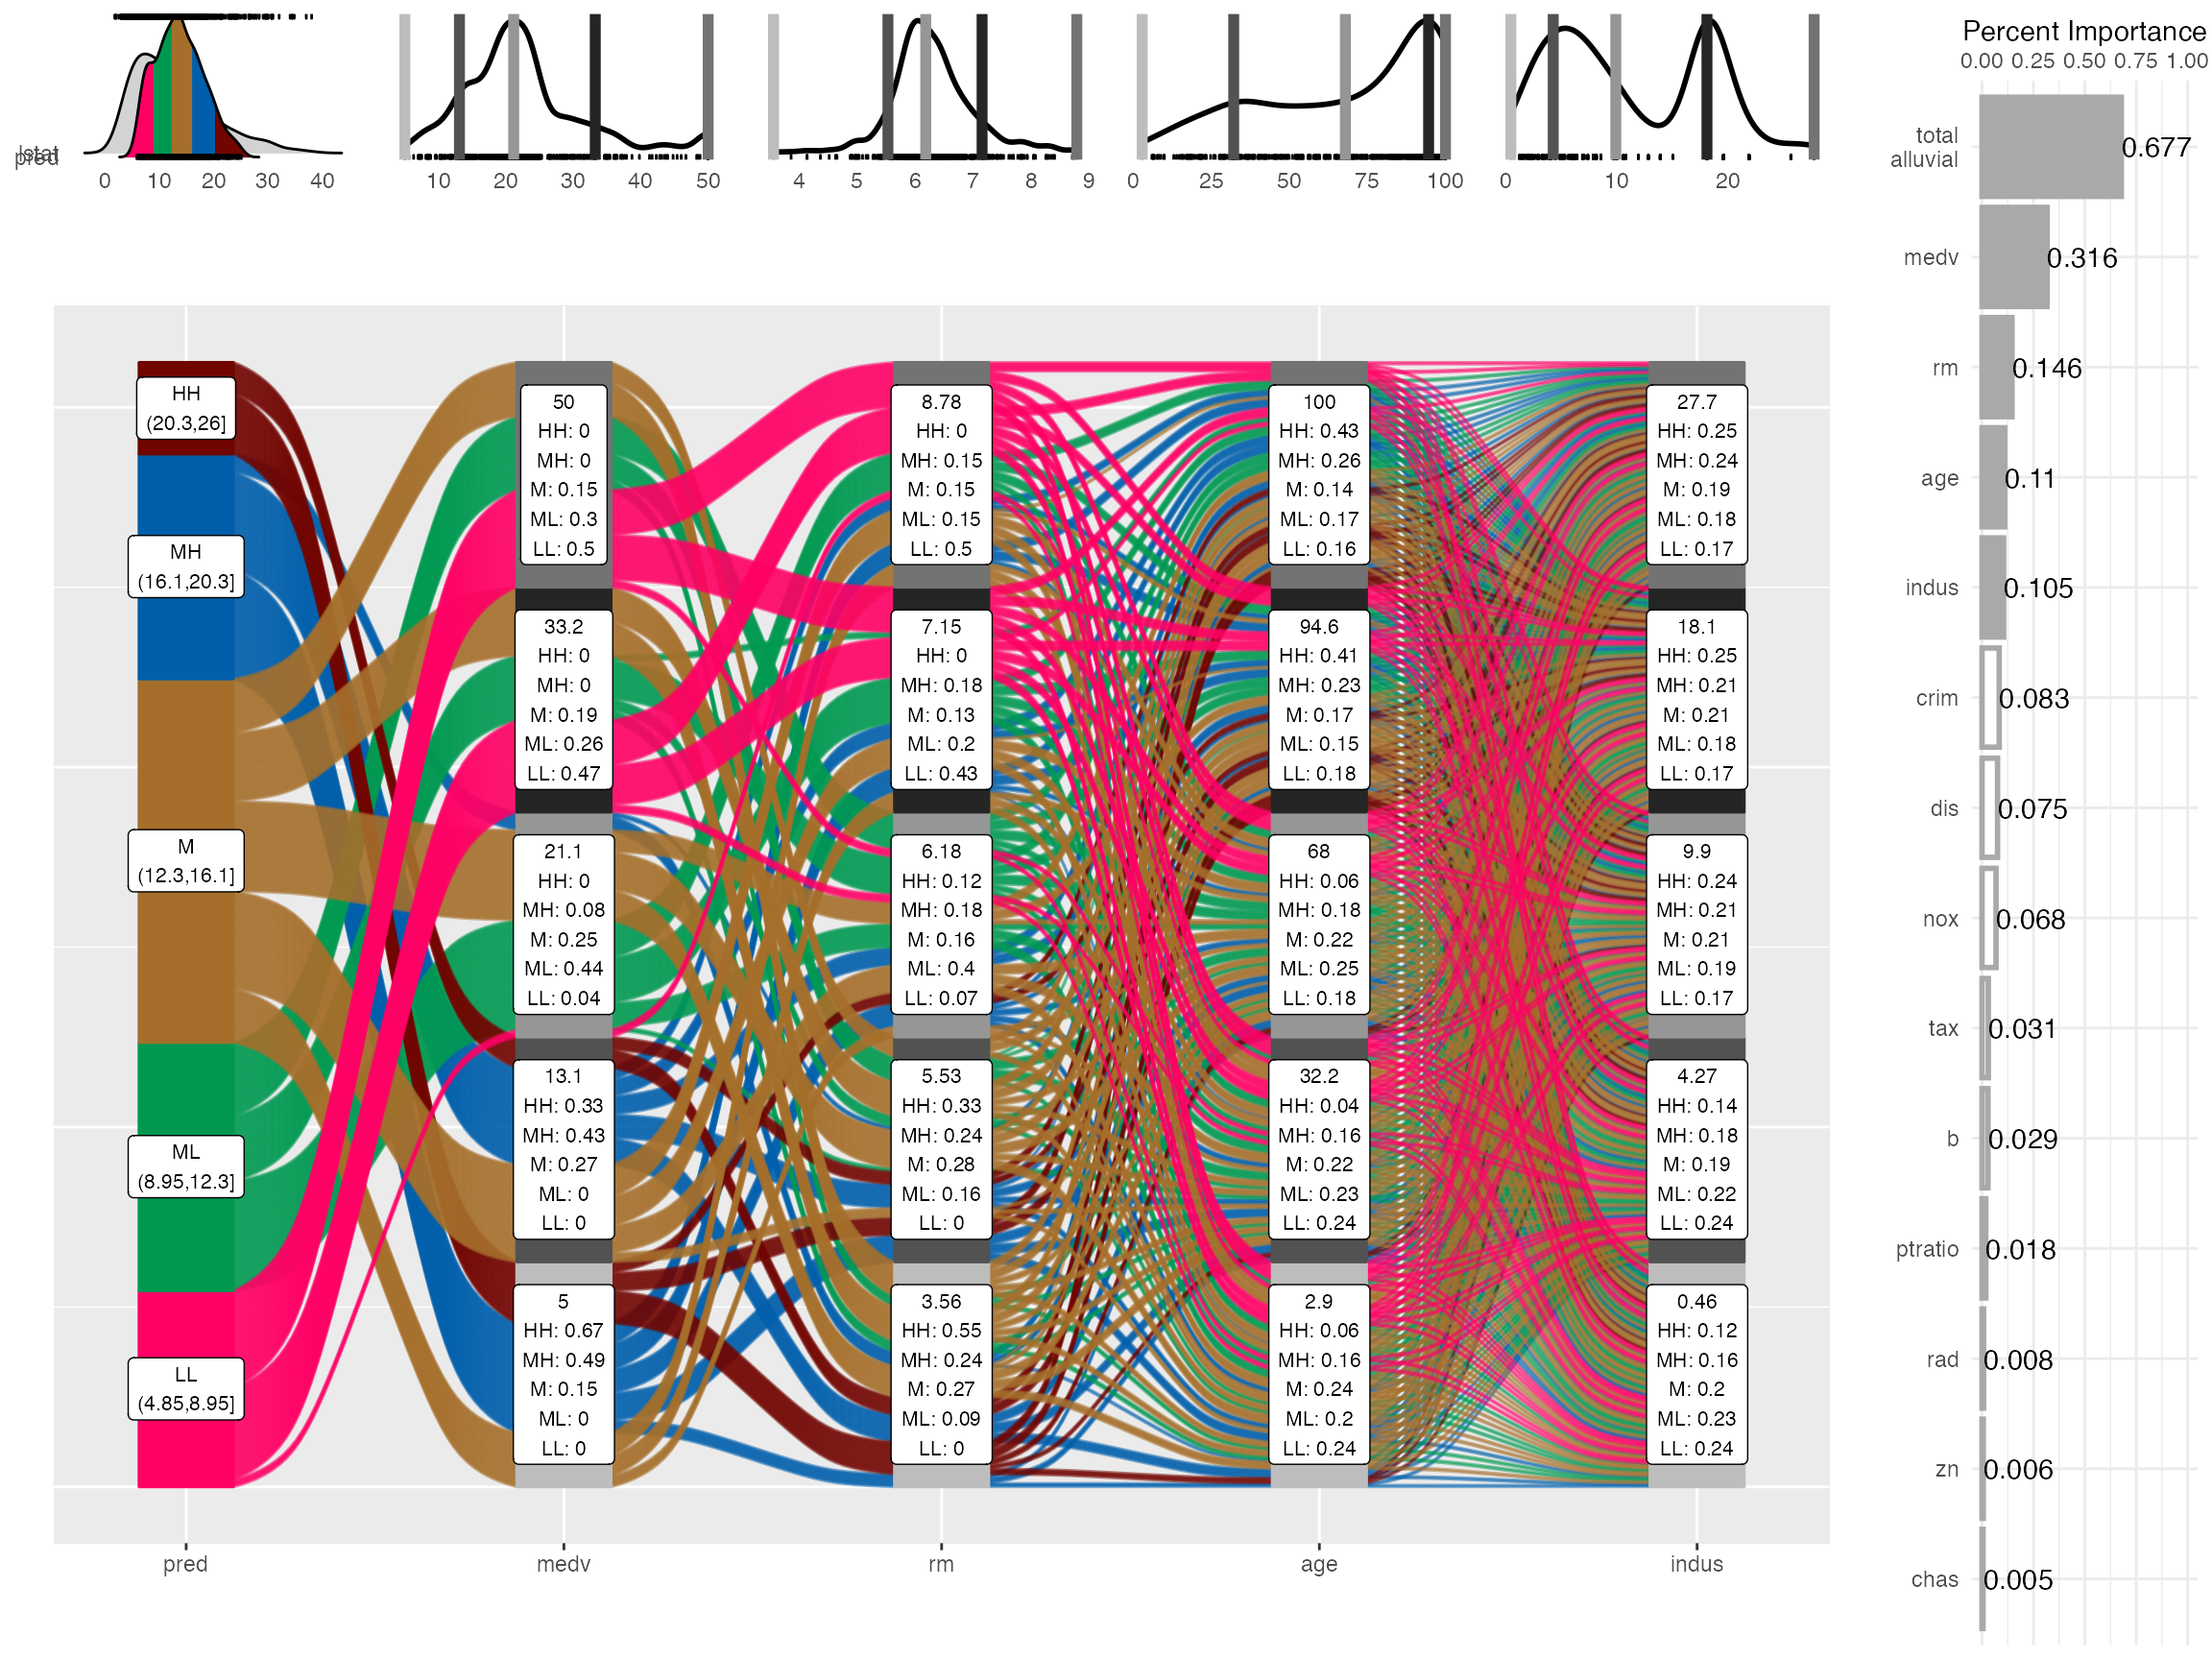 Percent Importance
0.00 0.25 0.50 0.75 1.00
lstat
pred
0 10 20 30 40
10 20 30 40 50
4 5 6 7 8 9
0 25 50 75 100
0 10 20
HH
(20.3,26]
MH
(16.1,20.3]
M
(12.3,16.1]
ML
(8.95,12.3]
LL
(4.85,8.95]
50
HH: 0
MH: 0
M: 0.15
ML: 0.3
LL: 0.5
33.2
HH: 0
MH: 0
M: 0.19
ML: 0.26
LL: 0.47
21.1
HH: 0
MH: 0.08
M: 0.25
ML: 0.44
LL: 0.04
13.1
HH: 0.33
MH: 0.43
M: 0.27
ML: 0
LL: 0
5
HH: 0.67
MH: 0.49
M: 0.15
ML: 0
LL: 0
8.78
HH: 0
MH: 0.15
M: 0.15
ML: 0.15
LL: 0.5
7.15
HH: 0
MH: 0.18
M: 0.13
ML: 0.2
LL: 0.43
6.18
HH: 0.12
MH: 0.18
M: 0.16
ML: 0.4
LL: 0.07
5.53
HH: 0.33
MH: 0.24
M: 0.28
ML: 0.16
LL: 0
3.56
HH: 0.55
MH: 0.24
M: 0.27
ML: 0.09
LL: 0
100
HH: 0.43
MH: 0.26
M: 0.14
ML: 0.17
LL: 0.16
94.6
HH: 0.41
MH: 0.23
M: 0.17
ML: 0.15
LL: 0.18
68
HH: 0.06
MH: 0.18
M: 0.22
ML: 0.25
LL: 0.18
32.2
HH: 0.04
MH: 0.16
M: 0.22
ML: 0.23
LL: 0.24
2.9
HH: 0.06
MH: 0.16
M: 0.24
ML: 0.2
LL: 0.24
27.7
HH: 0.25
MH: 0.24
M: 0.19
ML: 0.18
LL: 0.17
18.1
HH: 0.25
MH: 0.21
M: 0.21
ML: 0.18
LL: 0.17
9.9
HH: 0.24
MH: 0.21
M: 0.21
ML: 0.19
LL: 0.17
4.27
HH: 0.14
MH: 0.18
M: 0.19
ML: 0.22
LL: 0.24
0.46
HH: 0.12
MH: 0.16
M: 0.2
ML: 0.23
LL: 0.24
pred medv rm age indus
total
alluvial 0.677
medv 0.316
rm 0.146
age 0.11
indus 0.105
crim 0.083
dis 0.075
nox 0.068
tax 0.031
b 0.029
ptratio 0.018
rad 0.008
zn 0.006
chas 0.005